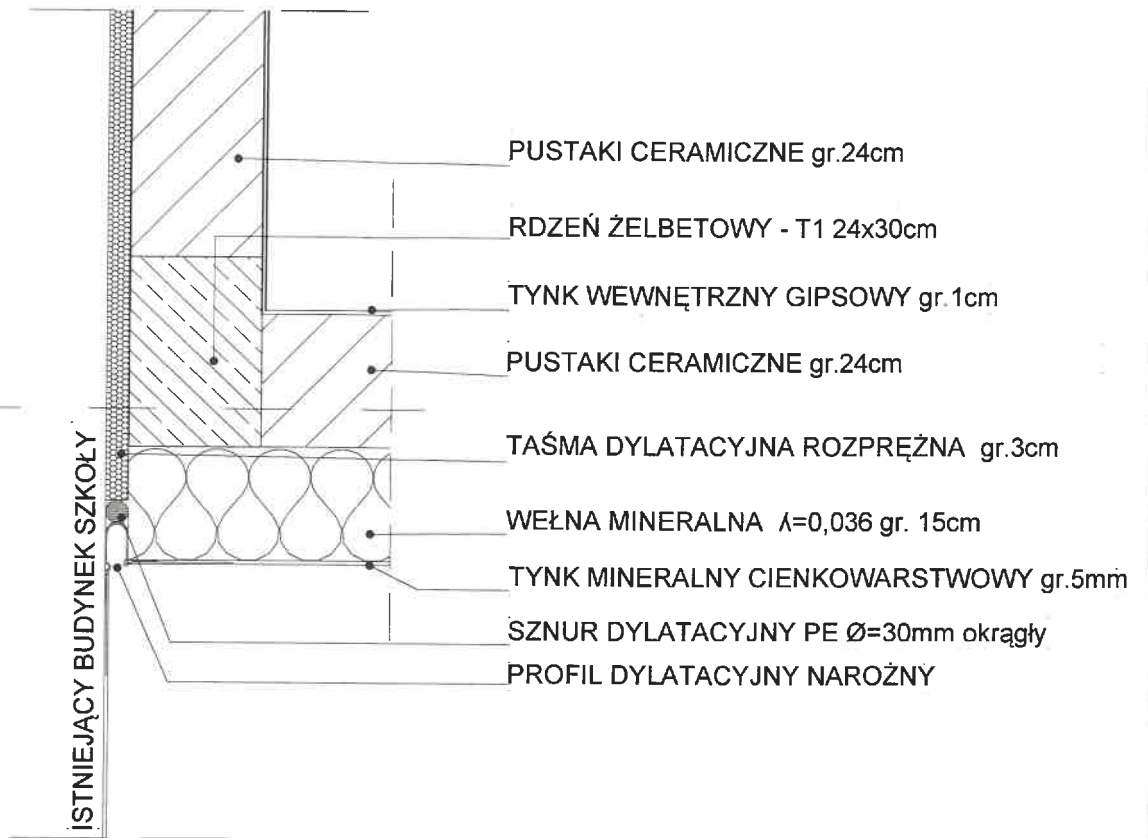 PUSTAKI CERAMICZNE gr.24cm
RDZEŃ ŻELBETOWY - T1 24x30cm
TYNK WEWNĘTRZNY GIPSOWY gr.1cm
PUSTAKI CERAMICZNE gr.24cm
TAŚMA DYLATACYJNA ROZPRĘŻNA gr.3cm
WEŁNA MINERALNA λ=0,036 gr. 15cm
TYNK MINERALNY CIENKOWARSTWOWY gr.5mm
SZNUR DYLATACYJNY PE Ø=30mm okrągły
PROFIL DYLATACYJNY NAROŻNY
ISTNIEJĄCY BUDYNEK SZKOŁY